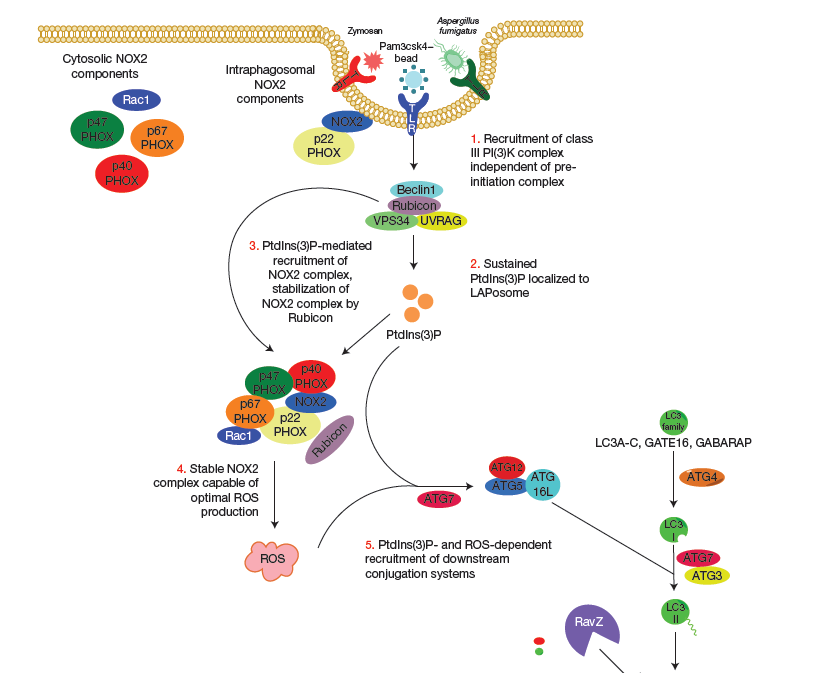 Zymosan
Aspergillus
fumigatus
Pam3csk4–
bead
Cytosolic NOX2
components
Intraphagosomal
NOX2
components
Rac1
p47
PHOX
p67
PHOX
p40
PHOX
NOX2
p22
PHOX
TLR
1. Recruitment of class
III PI(3)K complex
independent of pre-
initiation complex
Beclin1
Rubicon
VPS34
UVRAG
3. PtdIns(3)P-mediated
recruitment of
NOX2 complex,
stabilization of
NOX2 complex by
Rubicon
2. Sustained
PtdIns(3)P localized to
LAPosome
PtdIns(3)P
p47
PHOX
p40
PHOX
NOX2
p67
PHOX
p22
PHOX
Rac1
Rubicon
LC3
family
LC3A-C, GATE16, GABARAP
4. Stable NOX2
complex capable of
optimal ROS
production
ATG12
ATG5
ATG
16L
ATG7
ATG4
LC3
I
ROS
5. PtdIns(3)P- and ROS-dependent
recruitment of downstream
conjugation systems
ATG7
ATG3
LC3
II
RavZ